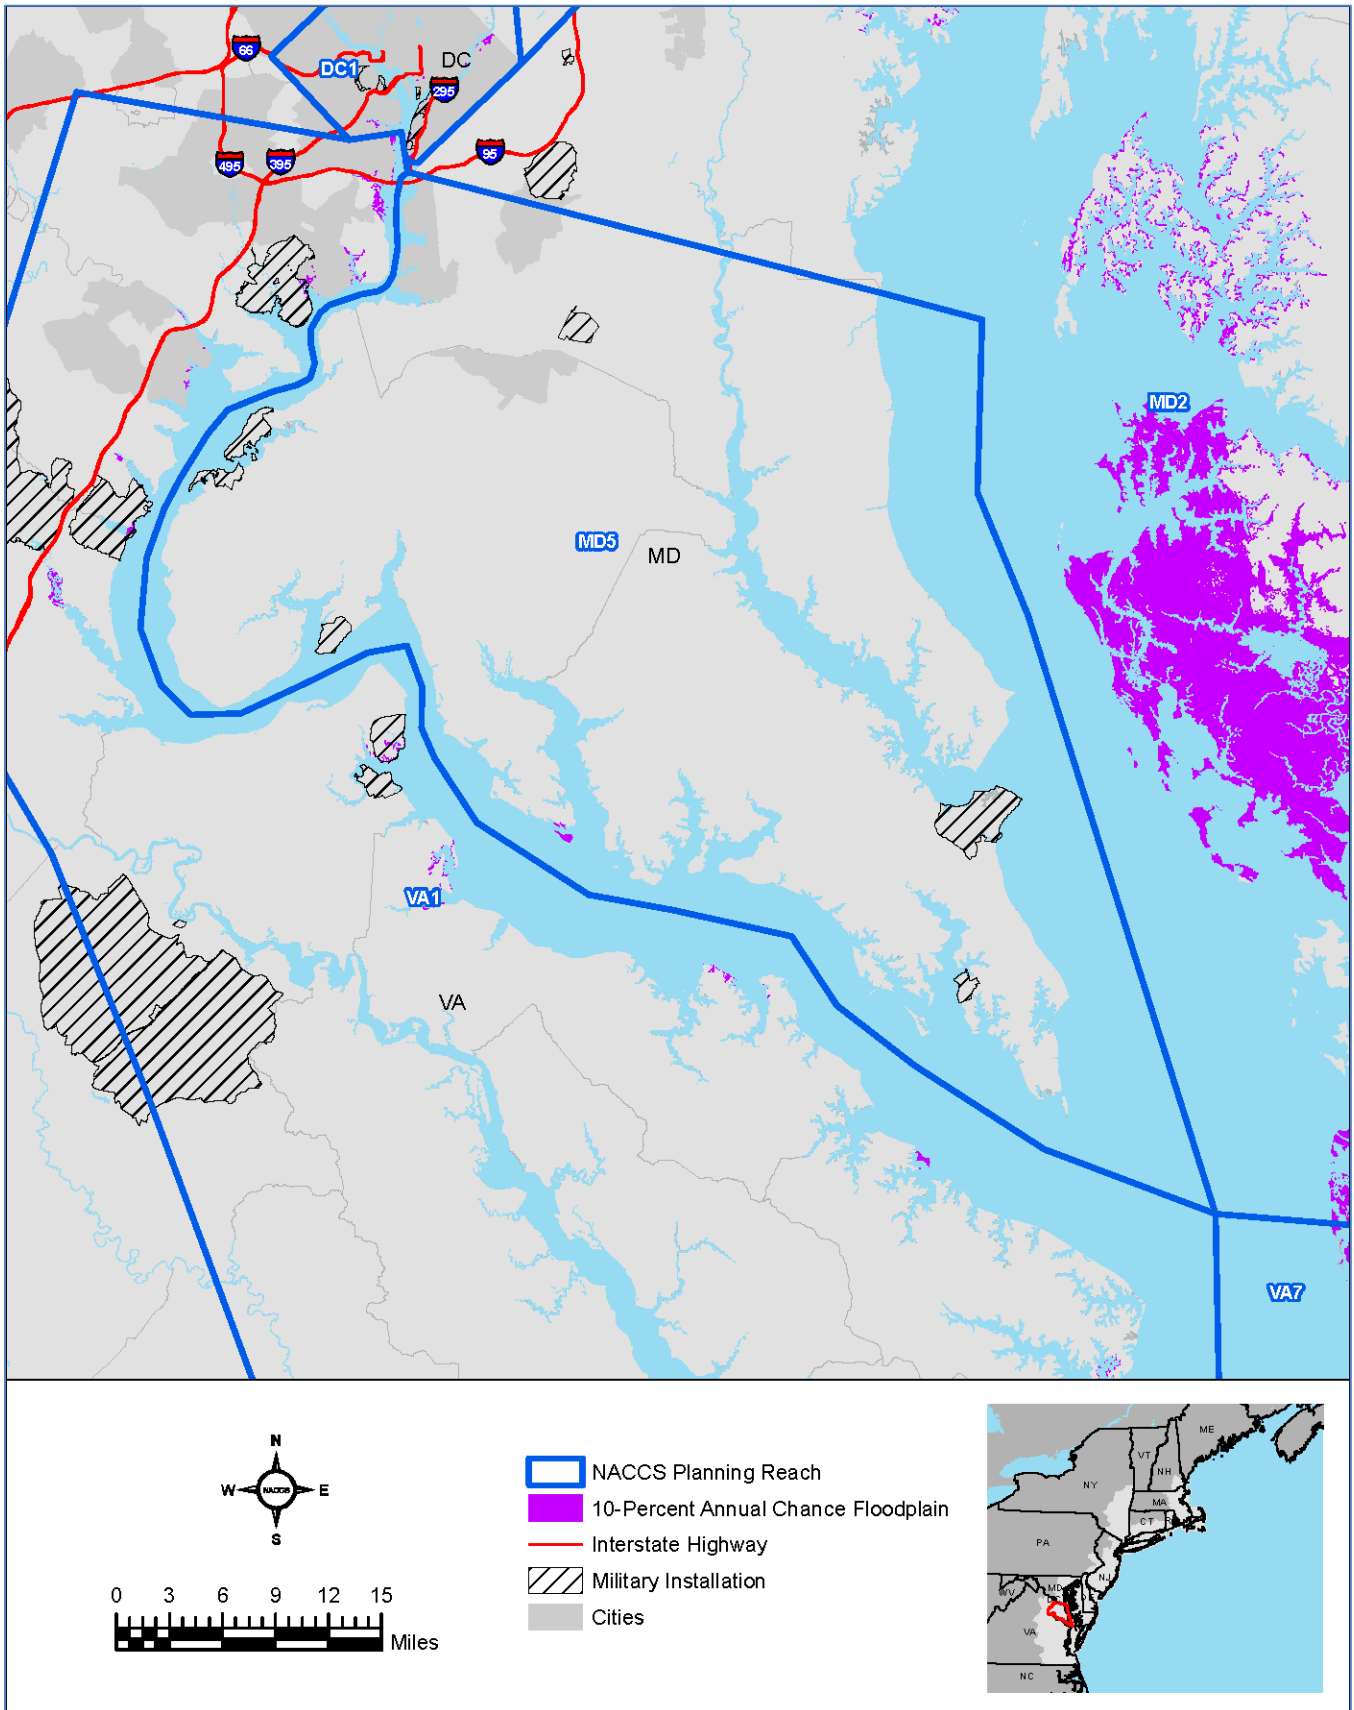 66
DC1
DC
295
495
395
95
MD2
MD5
MD
VA1
VA
VA7
N
W
NACCS
E
S
0 3 6 9 12 15
Miles
NACCS Planning Reach
10-Percent Annual Chance Floodplain
Interstate Highway
Military Installation
Cities
ME
VT
NH
NY
MA
CT
PA
NJ
WV
MD
VA
NC